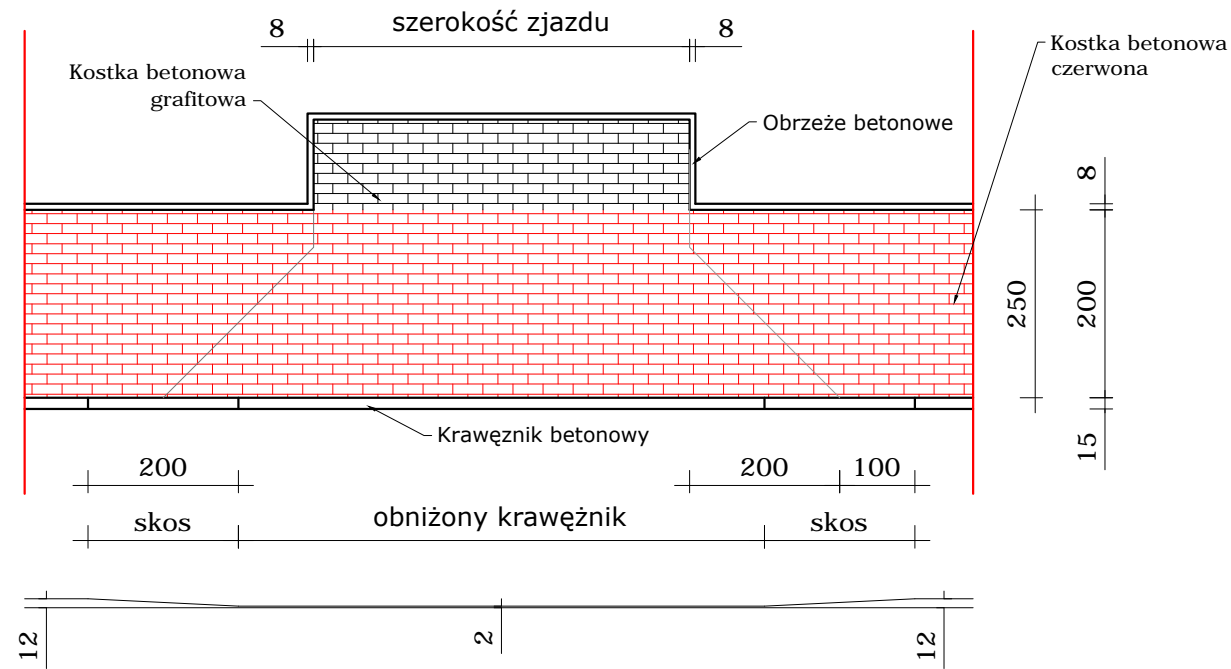 8
szerokość zjazdu
8
Kostka betonowa
grafitowa
Kostka betonowa
czerwona
Obrzeże betonowe
8
250
200
15
Krawęznik betonowy
200
200
100
skos
obniżony krawężnik
skos
12
2
12